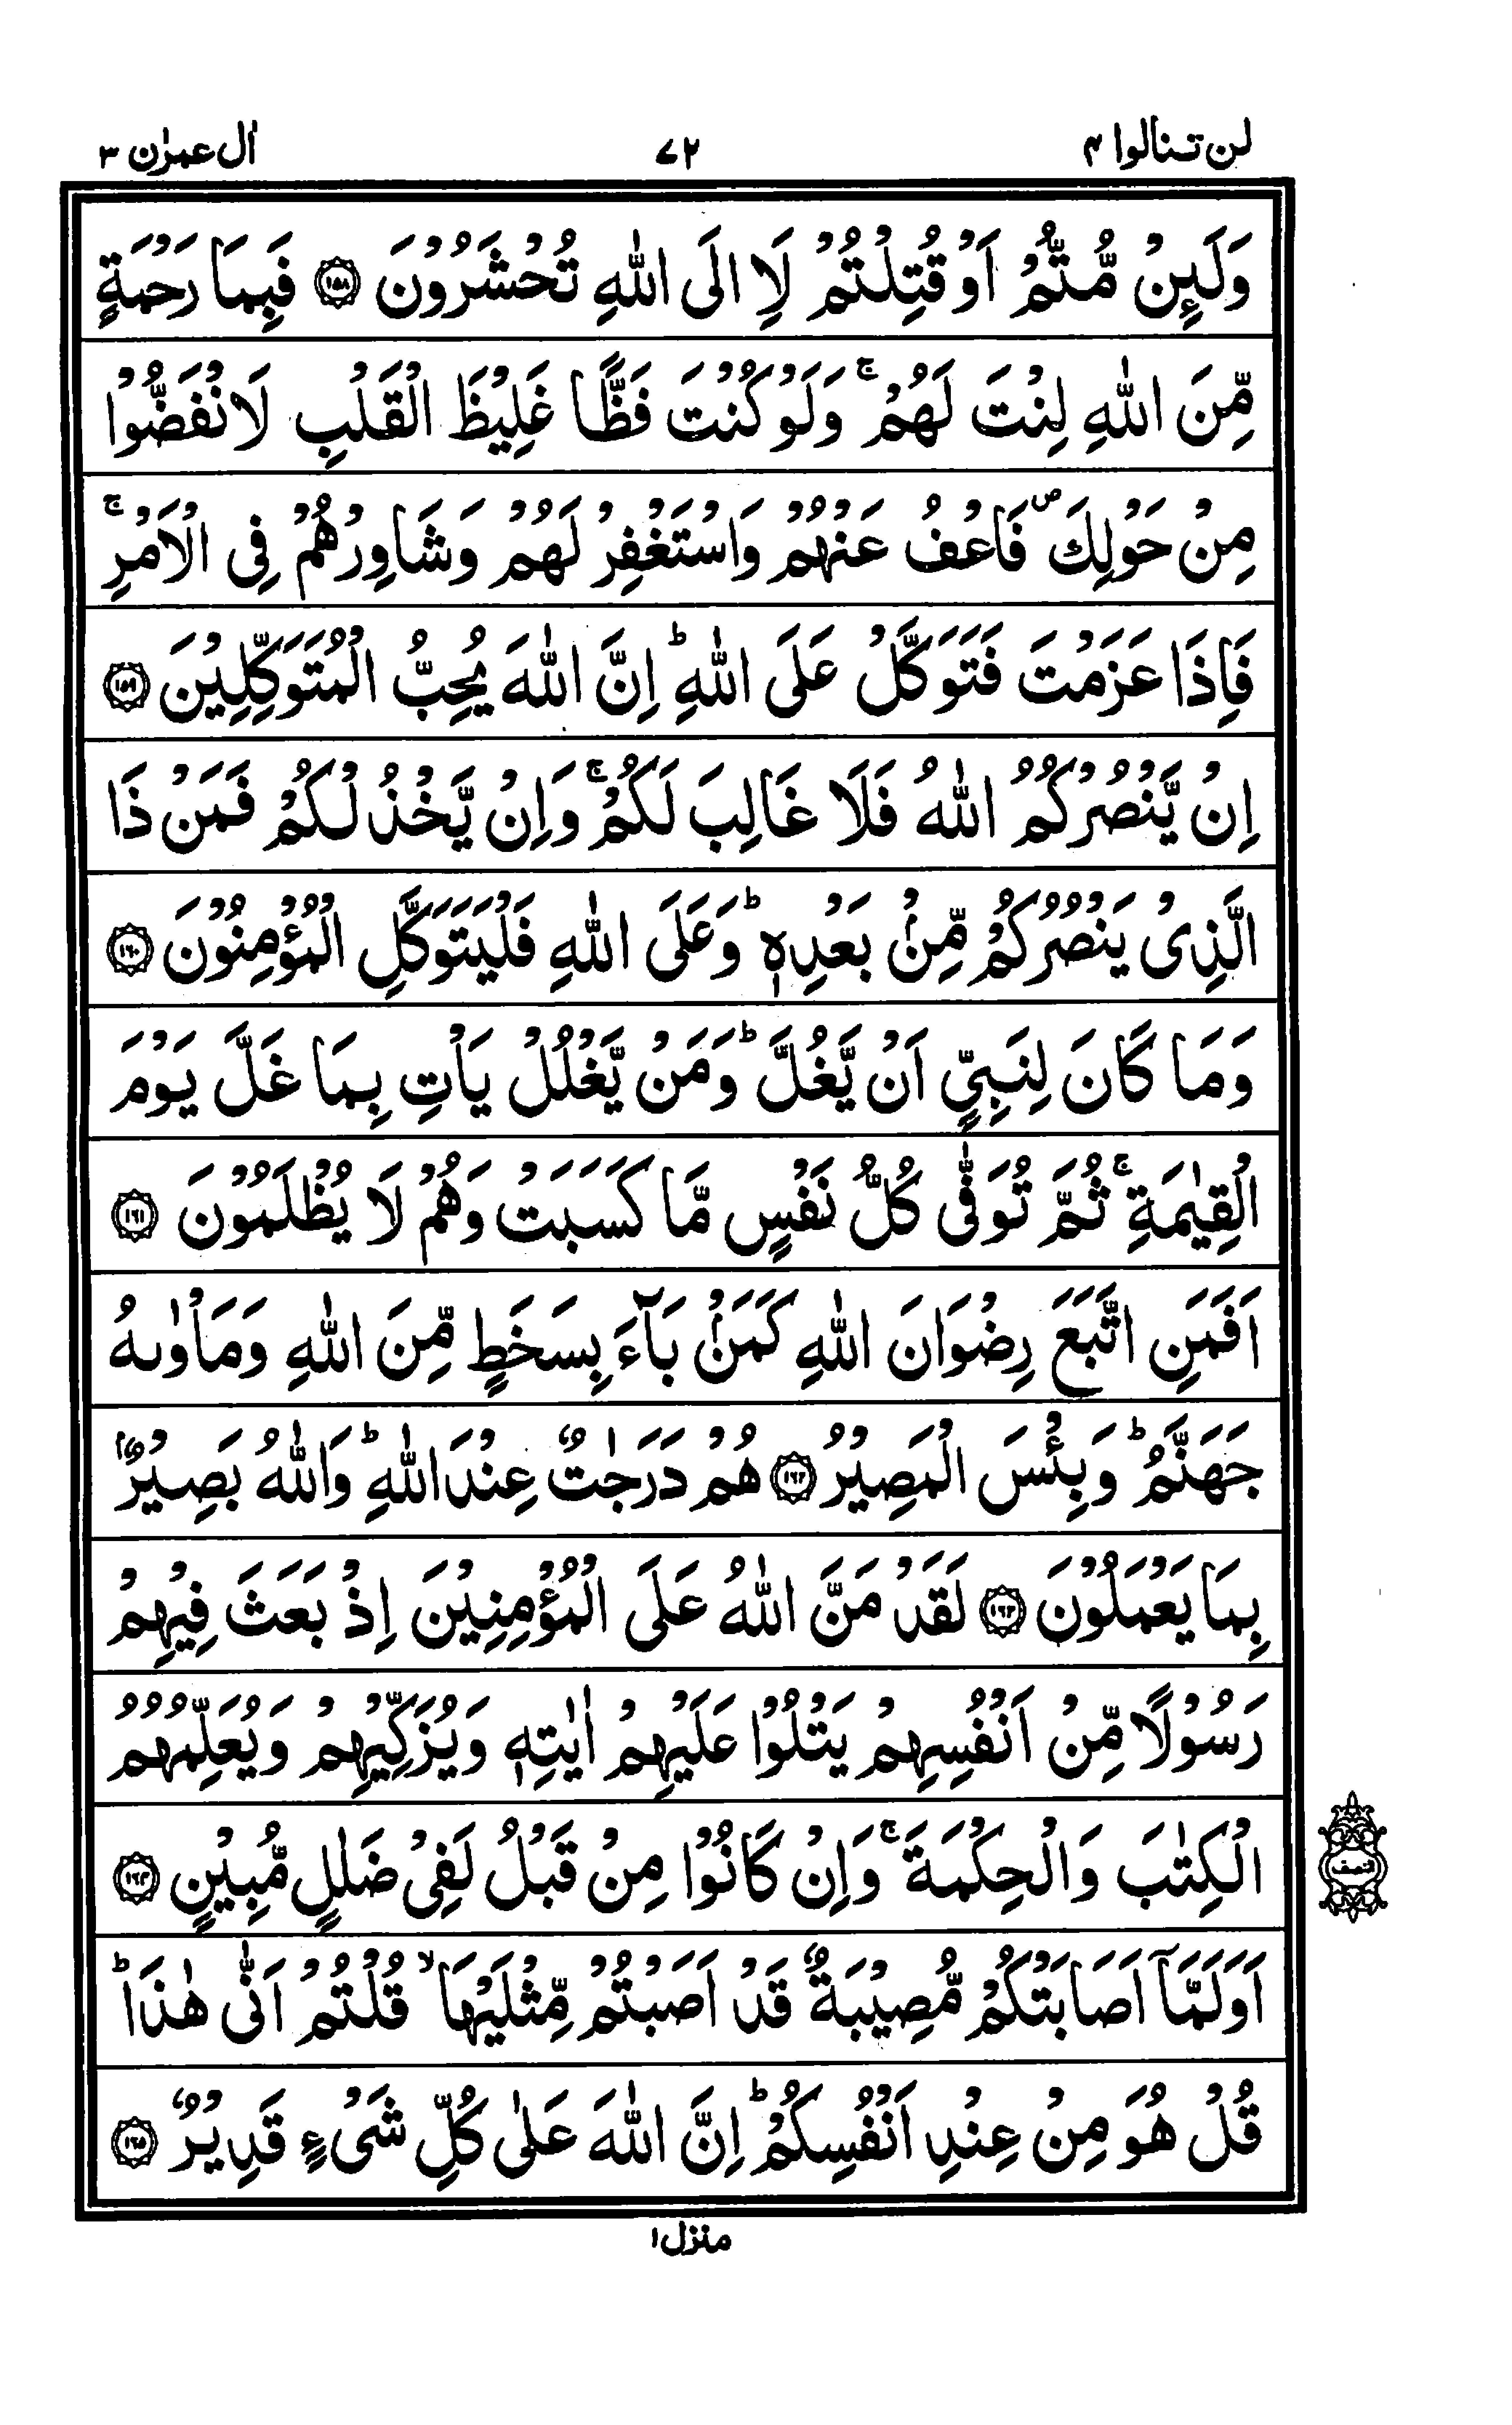 لن تنالوا ۴
۷۲
اٰل عمرٰن ۳
وَلَئِنْ مُّتُّمْ اَوْ قُتِلْتُمْ لَاِ الَى اللّٰهِ تُحْشَرُوْنَ ۝۱۵۸ فَبِمَا رَحْمَةٍ
مِّنَ اللّٰهِ لِنْتَ لَهُمْ ۚ وَلَوْ كُنْتَ فَظًّا غَلِيْظَ الْقَلْبِ لَانْفَضُّوْا
مِنْ حَوْلِكَ ۪ فَاعْفُ عَنْهُمْ وَاسْتَغْفِرْ لَهُمْ وَشَاوِرْهُمْ فِى الْاَمْرِ ۚ
فَاِذَا عَزَمْتَ فَتَوَكَّلْ عَلَى اللّٰهِ ؕ اِنَّ اللّٰهَ يُحِبُّ الْمُتَوَكِّلِيْنَ ۝۱۵۹
اِنْ يَّنْصُرْكُمُ اللّٰهُ فَلَا غَالِبَ لَكُمْ ۚ وَاِنْ يَّخْذُلْكُمْ فَمَنْ ذَا
الَّذِىْ يَنْصُرُكُمْ مِّنْۢ بَعْدِهٖ ؕ وَعَلَى اللّٰهِ فَلْيَتَوَكَّلِ الْمُؤْمِنُوْنَ ۝۱۶۰
وَمَا كَانَ لِنَبِىٍّ اَنْ يَّغُلَّ ؕ وَمَنْ يَّغْلُلْ يَاْتِ بِمَا غَلَّ يَوْمَ
الْقِيٰمَةِ ۚ ثُمَّ تُوَفّٰى كُلُّ نَفْسٍ مَّا كَسَبَتْ وَهُمْ لَا يُظْلَمُوْنَ ۝۱۶۱
اَفَمَنِ اتَّبَعَ رِضْوَانَ اللّٰهِ كَمَنْۢ بَآءَ بِسَخَطٍ مِّنَ اللّٰهِ وَمَاْوٰىهُ
جَهَنَّمُ ؕ وَبِئْسَ الْمَصِيْرُ ۝۱۶۲ هُمْ دَرَجٰتٌ عِنْدَ اللّٰهِ ؕ وَاللّٰهُ بَصِيْرٌۢ
بِمَا يَعْمَلُوْنَ ۝۱۶۳ لَقَدْ مَنَّ اللّٰهُ عَلَى الْمُؤْمِنِيْنَ اِذْ بَعَثَ فِيْهِمْ
رَسُوْلًا مِّنْ اَنْفُسِهِمْ يَتْلُوْا عَلَيْهِمْ اٰيٰتِهٖ وَيُزَكِّيْهِمْ وَيُعَلِّمُهُمُ
الْكِتٰبَ وَالْحِكْمَةَ ۚ وَاِنْ كَانُوْا مِنْ قَبْلُ لَفِىْ ضَلٰلٍ مُّبِيْنٍ ۝۱۶۴
النصف
اَوَلَمَّاۤ اَصَابَتْكُمْ مُّصِيْبَةٌ قَدْ اَصَبْتُمْ مِّثْلَيْهَا ۙ قُلْتُمْ اَنّٰى هٰذَا ؕ
قُلْ هُوَ مِنْ عِنْدِ اَنْفُسِكُمْ ؕ اِنَّ اللّٰهَ عَلٰى كُلِّ شَىْءٍ قَدِيْرٌ ۝۱۶۵
منزل ۱